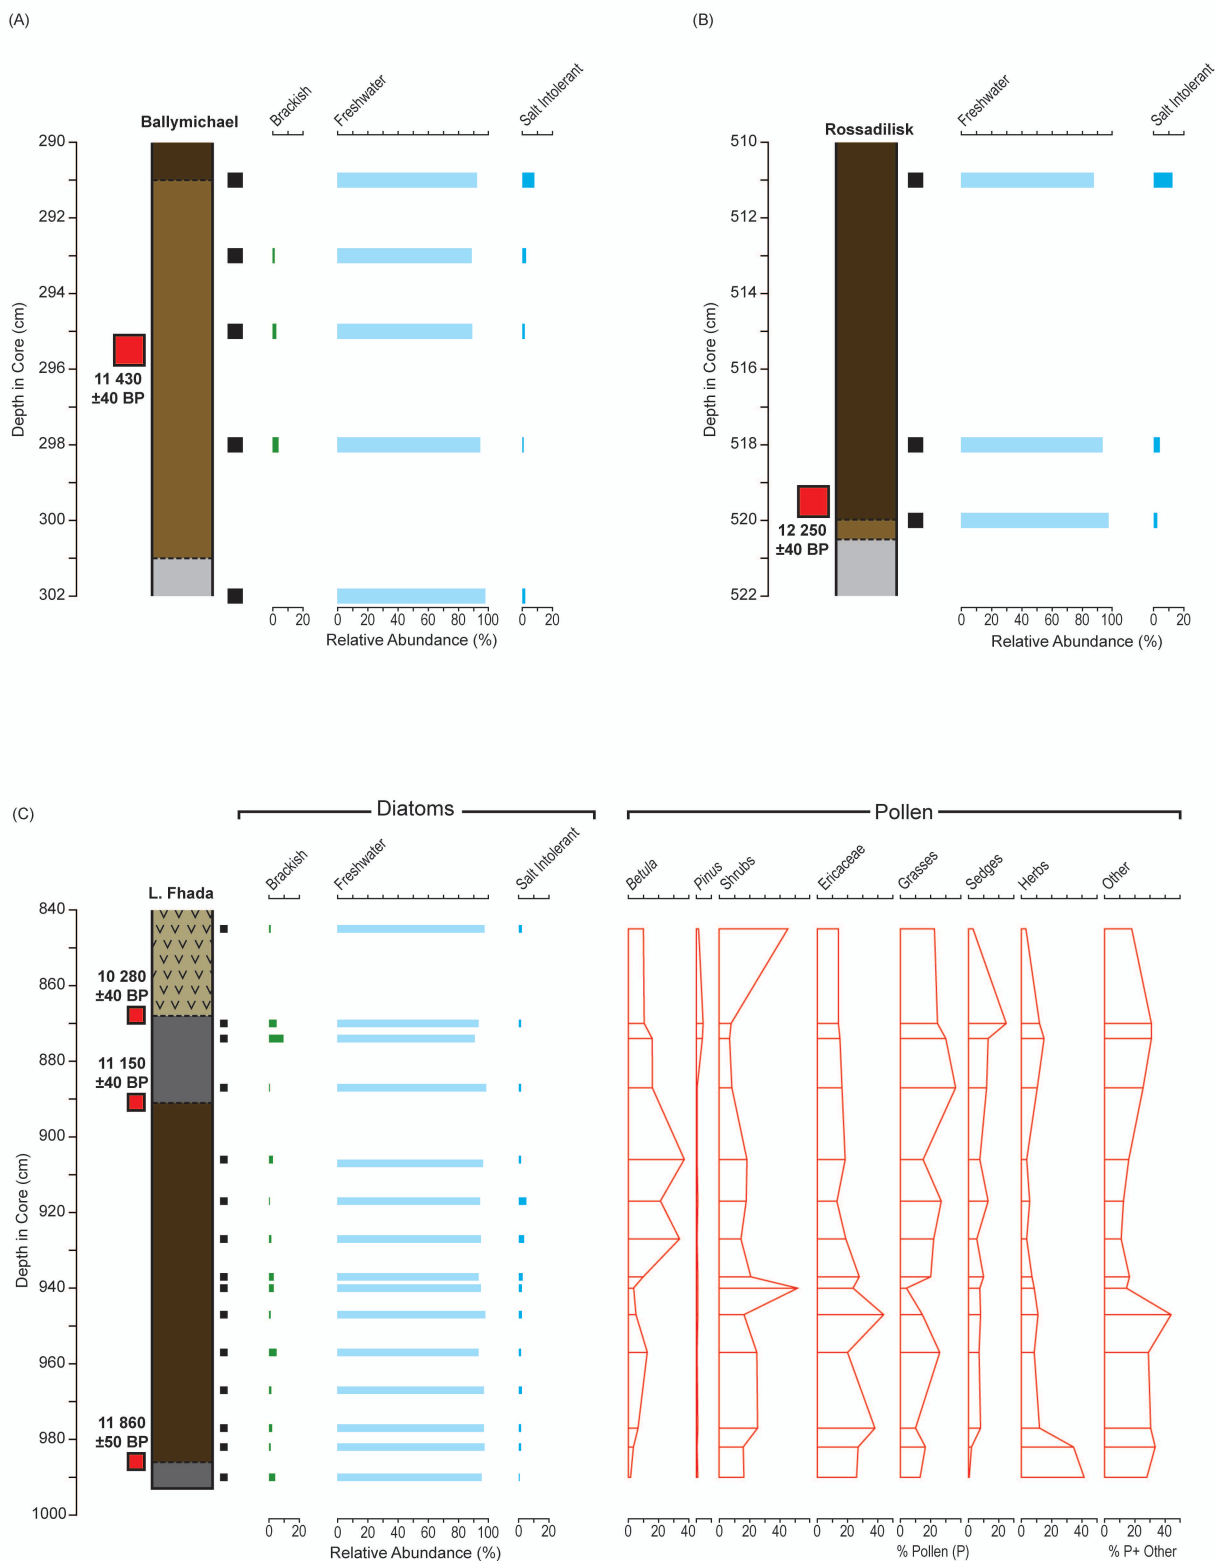 (A)
Ballymichael
Brackish
Freshwater
Salt Intolerant
Depth in Core (cm)
290
292
294
296
298
300
302
11 430
±40 BP
0 20
0 20 40 60 80 100
0 20
Relative Abundance (%)
(B)
Rossadilisk
Freshwater
Salt Intolerant
Depth in Core (cm)
510
512
514
516
518
520
522
12 250
±40 BP
0 20 40 60 80 100
0 20
Relative Abundance (%)
(C)
Diatoms
Pollen
L. Fhada
Brackish
Freshwater
Salt Intolerant
Betula
Pinus
Shrubs
Ericaceae
Grasses
Sedges
Herbs
Other
Depth in Core (cm)
840
860
880
900
920
940
960
980
1000
10 280
±40 BP
11 150
±40 BP
11 860
±50 BP
0 20
0 20 40 60 80 100
0 20
Relative Abundance (%)
0 20 40
0
0 20 40
0 20 40
0 20
0 20
0 20 40
0 20 40
% Pollen (P)
% P+ Other